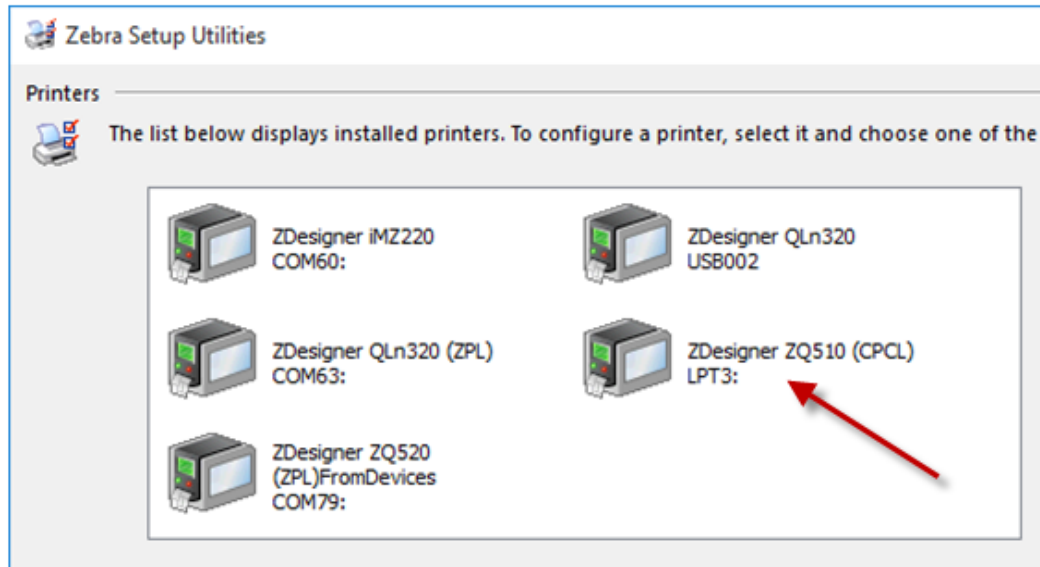 Zebra Setup Utilities
Printers
The list below displays installed printers. To configure a printer, select it and choose one of the
ZDesigner iMZ220
COM60:
ZDesigner QLn320
USB002
ZDesigner QLn320 (ZPL)
COM63:
ZDesigner ZQ510 (CPCL)
LPT3:
ZDesigner ZQ520
(ZPL)FromDevices
COM79: